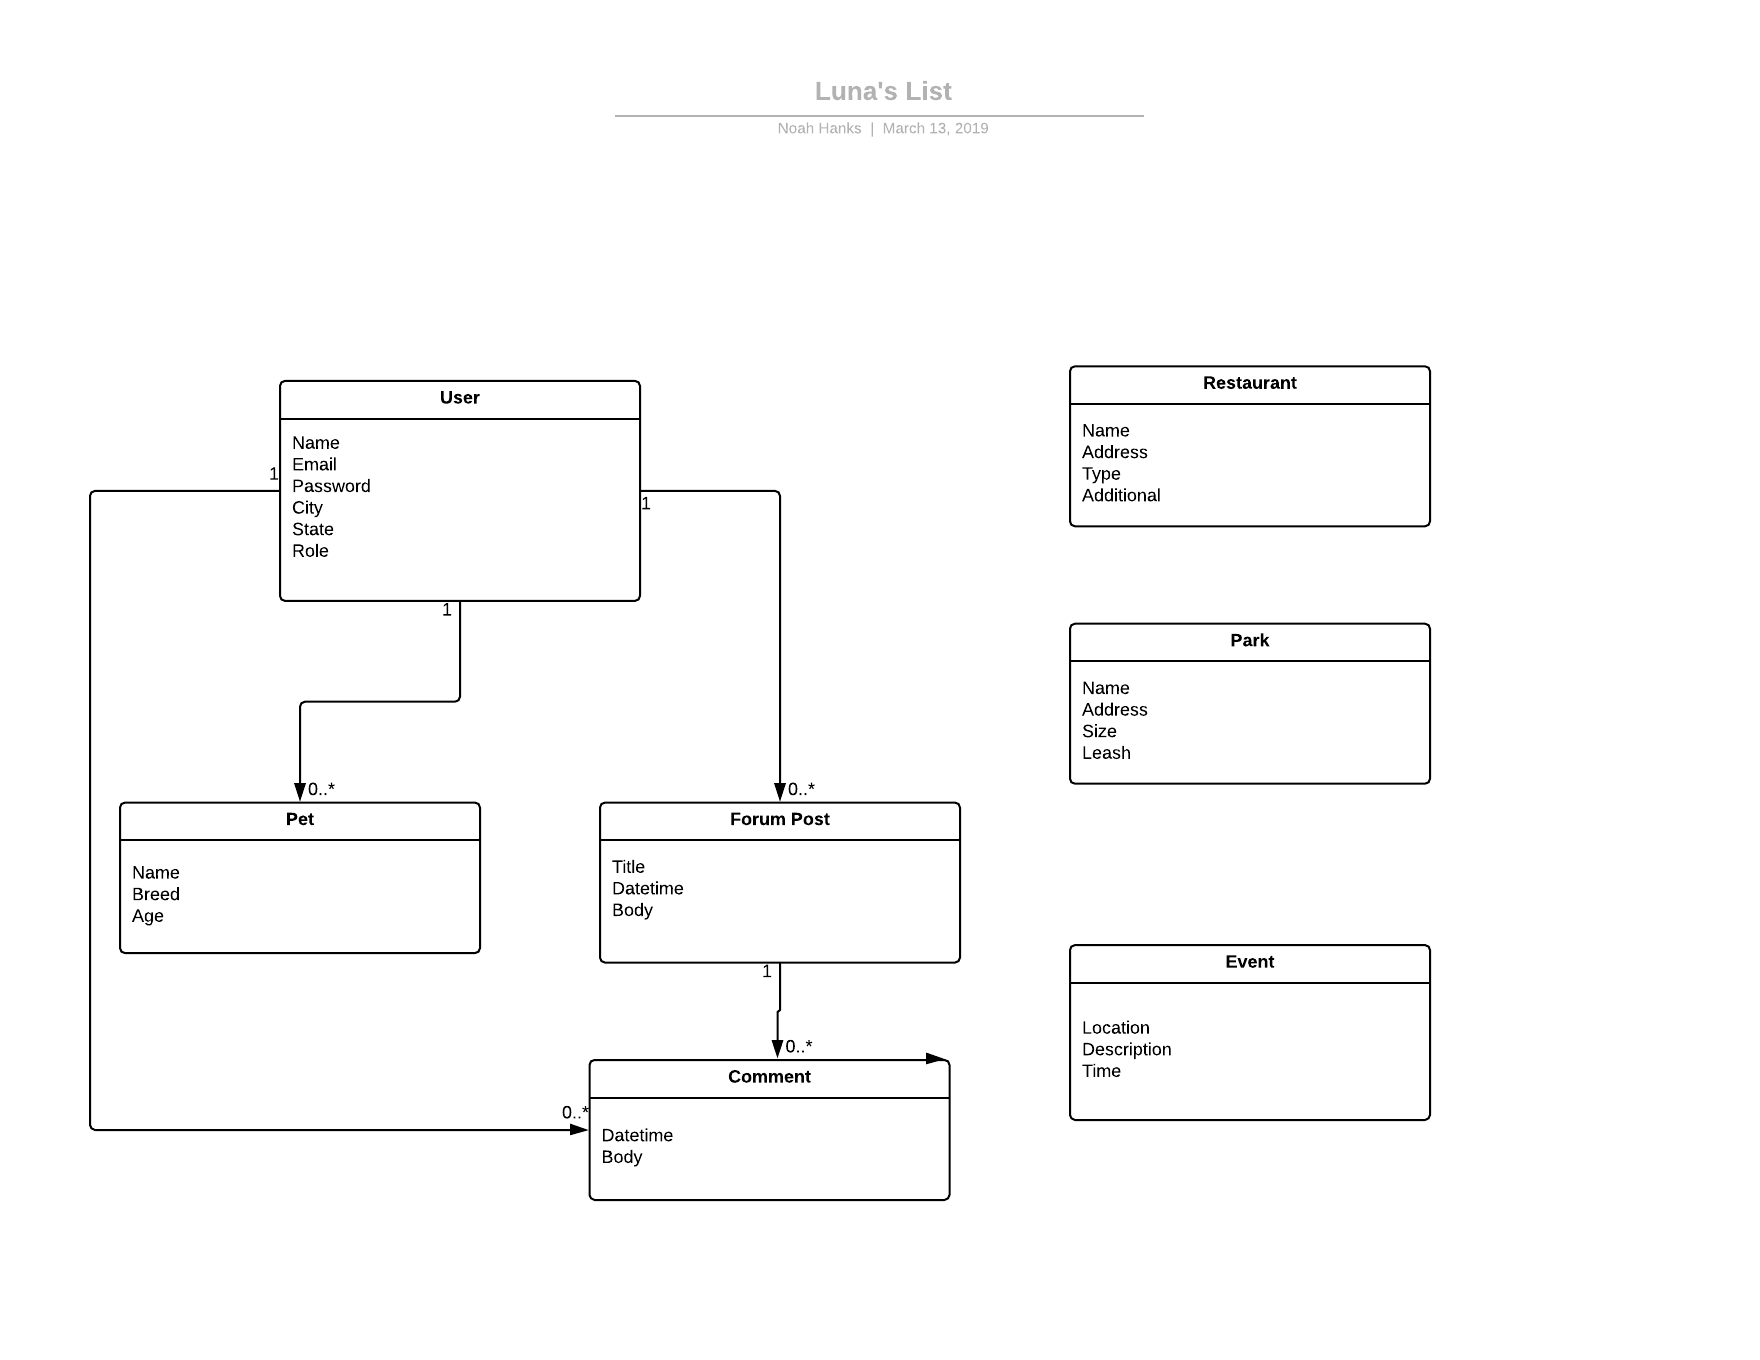 Luna's List
Noah Hanks | March 13, 2019
User
Name
Email
Password
City
State
Role
1
1
1
Restaurant
Name
Address
Type
Additional
Park
Name
Address
Size
Leash
0..*
Pet
Name
Breed
Age
0..*
Forum Post
Title
Datetime
Body
1
Event
Location
Description
Time
0..*
Comment
0..*
Datetime
Body